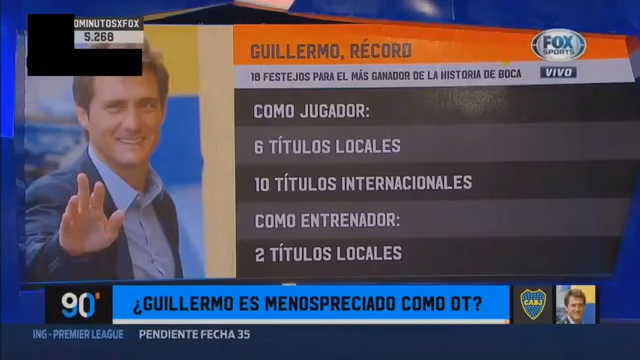 OMINUTOSXFOX
5.268
GUILLERMO, RÉCORD
18 FESTEJOS PARA EL MÁS GANADOR DE LA HISTORIA DE BOCA
FOX
SPORTS
VIVO
COMO JUGADOR:
6 TÍTULOS LOCALES
10 TÍTULOS INTERNACIONALES
COMO ENTRENADOR:
2 TÍTULOS LOCALES
90'
¿GUILLERMO ES MENOSPRECIADO COMO DT?
CABJ
ING-PREMIER LEAGUE PENDIENTE FECHA 35